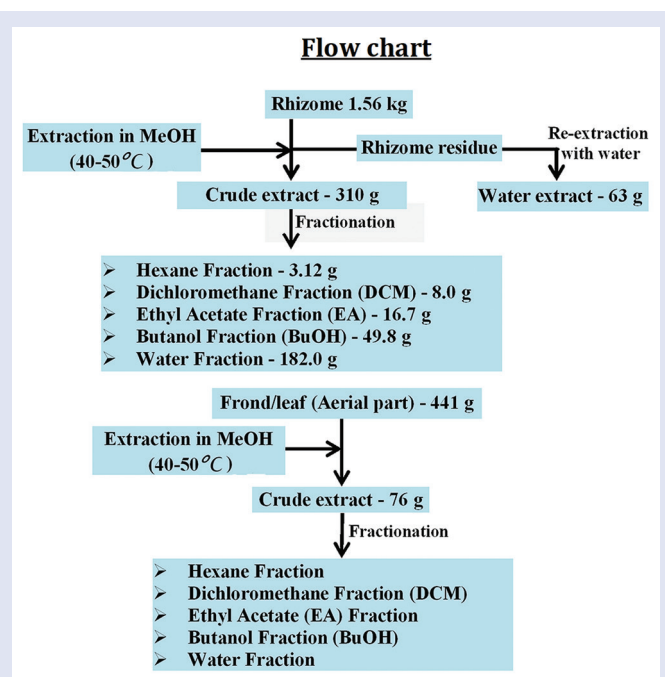 Flow chart
Rhizome 1.56 kg
Extraction in MeOH
(40-50°C)
Rhizome residue
Re-extraction
with water
Crude extract - 310 g
Water extract - 63 g
Fractionation
➢ Hexane Fraction - 3.12 g
➢ Dichloromethane Fraction (DCM) - 8.0 g
➢ Ethyl Acetate Fraction (EA) - 16.7 g
➢ Butanol Fraction (BuOH) - 49.8 g
➢ Water Fraction - 182.0 g
Frond/leaf (Aerial part) - 441 g
Extraction in MeOH
(40-50°C)
Crude extract - 76 g
Fractionation
➢ Hexane Fraction
➢ Dichloromethane Fraction (DCM)
➢ Ethyl Acetate (EA) Fraction
➢ Butanol Fraction (BuOH)
➢ Water Fraction